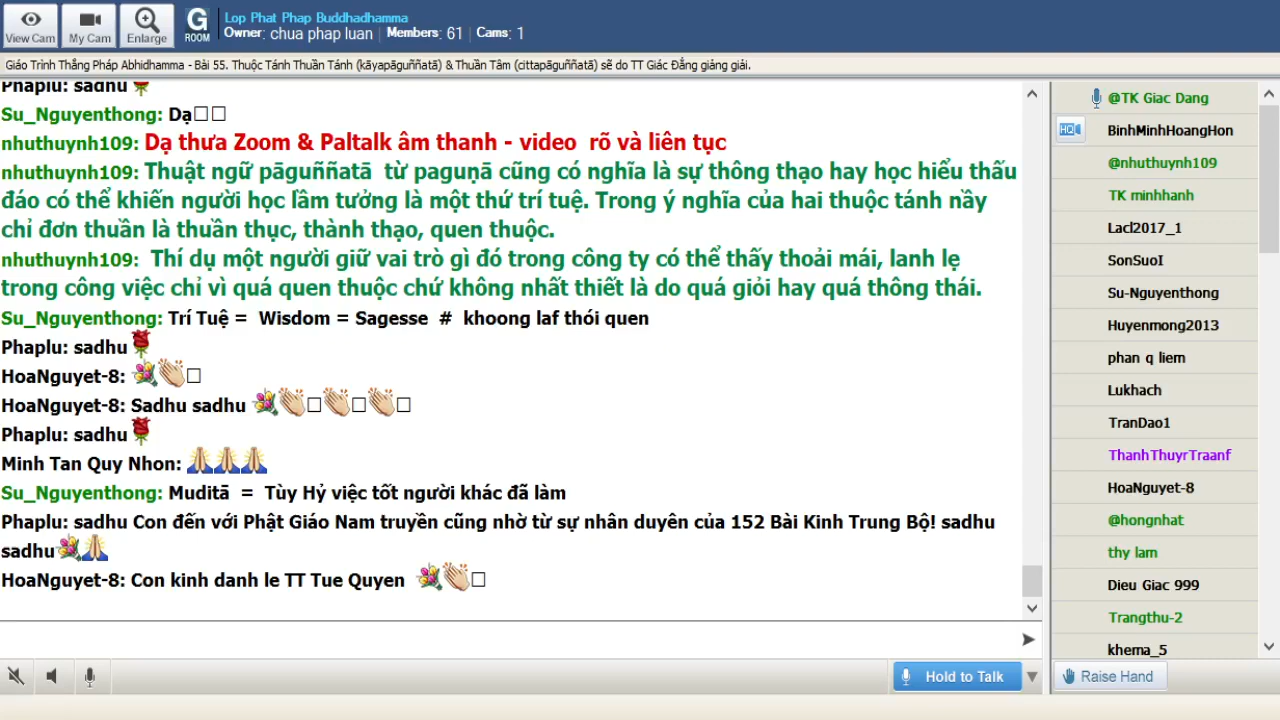 View Cam
My Cam
Enlarge
G
ROOM
Lop Phat Phap Buddhadhamma
Owner: chua phap luan | Members: 61 | Cams: 1
Giáo Trình Thắng Pháp Abhidhamma - Bài 55. Thuộc Tánh Thuần Tánh (kāyapāguññatā) & Thuần Tâm (cittapāguññatā) sẽ do TT Giác Đẳng giảng giải.
Phaplu: sadhu
Su_Nguyenthong: Dạ
nhuthuynh109: Dạ thưa Zoom & Paltalk âm thanh - video rõ và liên tục
nhuthuynh109: Thuật ngữ pāguññatā từ paguṇā cũng có nghĩa là sự thông thạo hay học hiểu thấu
đáo có thể khiến người học lầm tưởng là một thứ trí tuệ. Trong ý nghĩa của hai thuộc tánh nầy
chỉ đơn thuần là thuần thục, thành thạo, quen thuộc.
nhuthuynh109: Thí dụ một người giữ vai trò gì đó trong công ty có thể thấy thoải mái, lanh lẹ
trong công việc chỉ vì quá quen thuộc chứ không nhất thiết là do quá giỏi hay quá thông thái.
Su_Nguyenthong: Trí Tuệ = Wisdom = Sagesse # khoong laf thói quen
Phaplu: sadhu
HoaNguyet-8:
HoaNguyet-8: Sadhu sadhu
Phaplu: sadhu
Minh Tan Quy Nhon:
Su_Nguyenthong: Muditā = Tùy Hỷ việc tốt người khác đã làm
Phaplu: sadhu Con đến với Phật Giáo Nam truyền cũng nhờ từ sự nhân duyên của 152 Bài Kinh Trung Bộ! sadhu
sadhu
HoaNguyet-8: Con kinh danh le TT Tue Quyen
Hold to Talk
@TK Giac Dang
HQ
BinhMinhHoangHon
@nhuthuynh109
TK minhhanh
Lacl2017_1
SonSuoI
Su-Nguyenthong
Huyenmong2013
phan q liem
Lukhach
TranDao1
ThanhThuyrTraanf
HoaNguyet-8
@hongnhat
thy lam
Dieu Giac 999
Trangthu-2
khema_5
Raise Hand